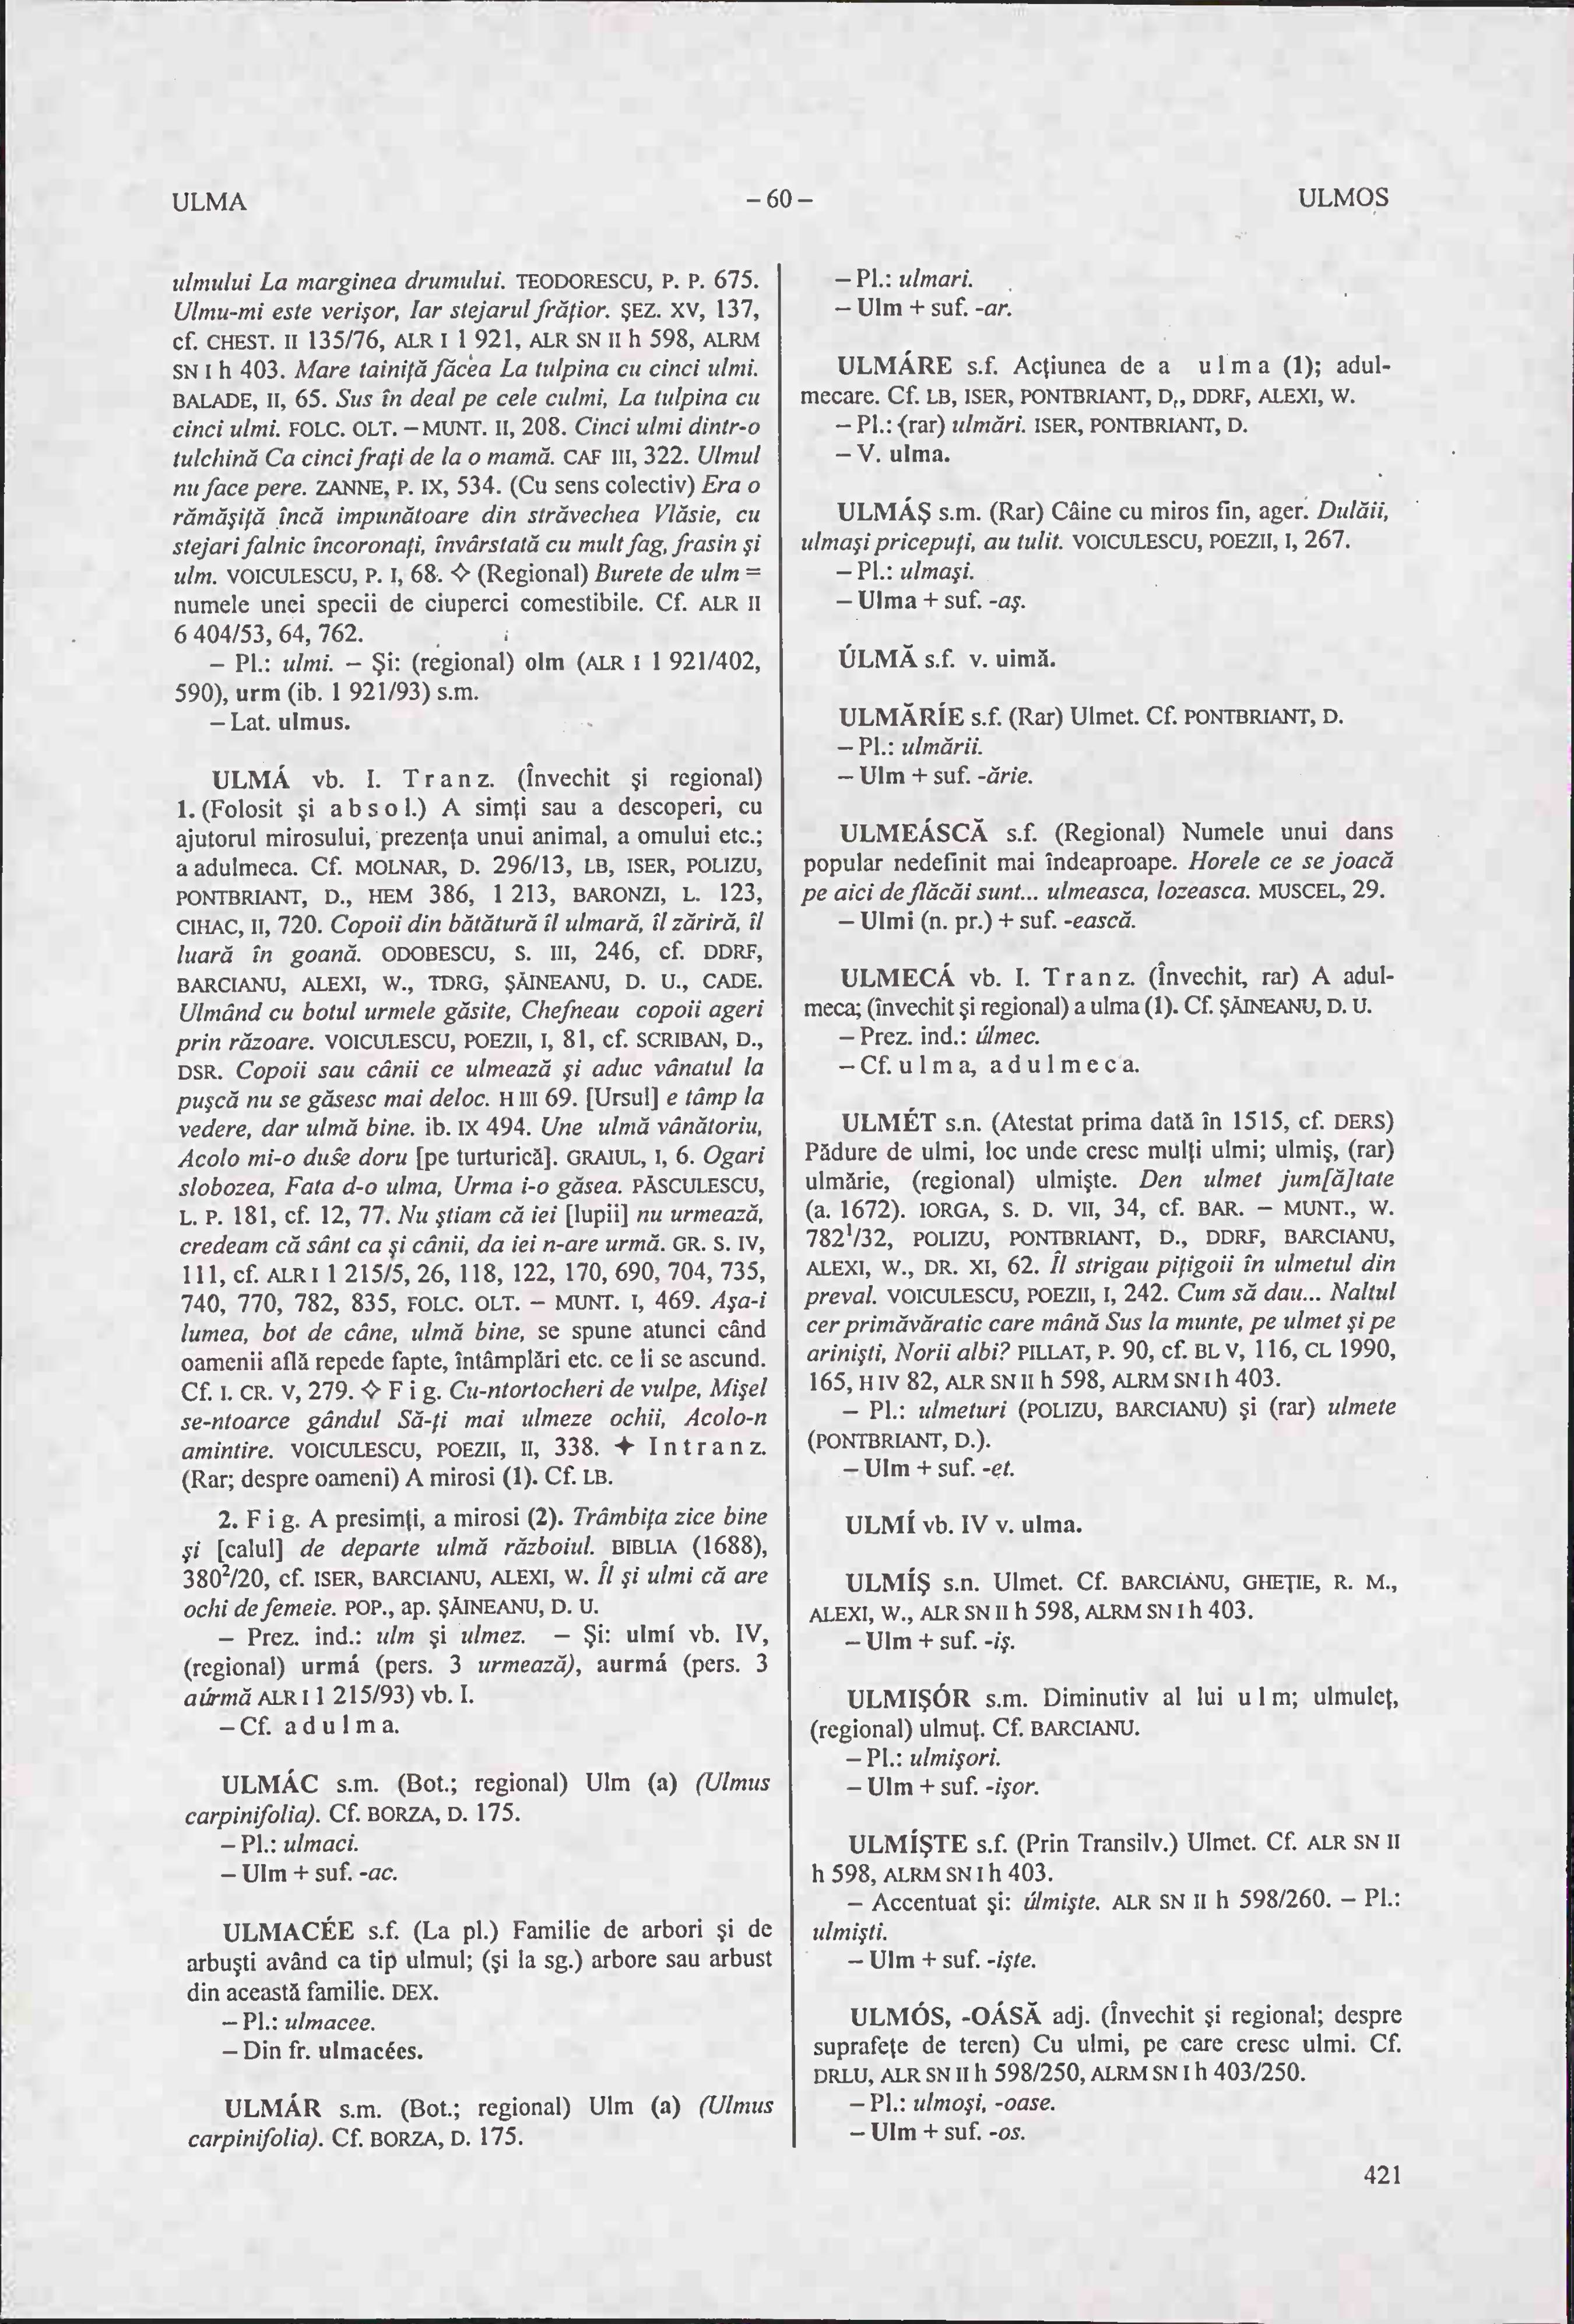 ULMA
– 60 –
ULMOS
ulmului La marginea drumului. TEODORESCU, P. P. 675.
Ulmu-mi este verişor, Iar stejarul frăţior. ŞEZ. XV, 137,
cf. CHEST. II 135/76, ALR I 1 921, ALR SN II h 598, ALRM
SN I h 403. Mare tainiţă făcea La tulpina cu cinci ulmi.
BALADE, II, 65. Sus în deal pe cele culmi, La tulpina cu
cinci ulmi. FOLC. OLT. – MUNT. II, 208. Cinci ulmi dintr-o
tulchină Ca cinci fraţi de la o mamă. CAF III, 322. Ulmul
nu face pere. ZANNE, P. IX, 534. (Cu sens colectiv) Era o
rămăşiţă încă impunătoare din străvechea Vlăsie, cu
stejari falnic încoronaţi, învârstată cu mult fag, frasin şi
ulm. VOICULESCU, P. I, 68. ◇ (Regional) Burete de ulm =
numele unei specii de ciuperci comestibile. Cf. ALR II
6 404/53, 64, 762.
– Pl.: ulmi. – Şi: (regional) olm (ALR I 1 921/402,
590), urm (ib. 1 921/93) s.m.
– Lat. ulmus.
ULMÁ vb. I. Tranz. (Învechit şi regional)
1. (Folosit şi absol.) A simţi sau a descoperi, cu
ajutorul mirosului, prezenţa unui animal, a omului etc.;
a adulmeca. Cf. MOLNAR, D. 296/13, LB, ISER, POLIZU,
PONTBRIANT, D., HEM 386, 1 213, BARONZI, L. 123,
CIHAC, II, 720. Copoii din bătătură îl ulmară, îl zăriră, îl
luară în goană. ODOBESCU, S. III, 246, cf. DDRF,
BARCIANU, ALEXI, W., TDRG, ŞĂINEANU, D. U., CADE.
Ulmând cu botul urmele găsite, Chefneau copoii ageri
prin răzoare. VOICULESCU, POEZII, I, 81, cf. SCRIBAN, D.,
DSR. Copoii sau cânii ce ulmează şi aduc vânatul la
puşcă nu se găsesc mai deloc. H III 69. [Ursul] e tâmp la
vedere, dar ulmă bine. ib. IX 494. Une ulmă vânătoriu,
Acolo mi-o duse doru [pe turturică]. GRAIUL, I, 6. Ogari
slobozea, Fata d-o ulma, Urma i-o găsea. PĂSCULESCU,
L. P. 181, cf. 12, 77. Nu ştiam că iei [lupii] nu urmează,
credeam că sânt ca şi cânii, da iei n-are urmă. GR. S. IV,
111, cf. ALR I 1 215/5, 26, 118, 122, 170, 690, 704, 735,
740, 770, 782, 835, FOLC. OLT. – MUNT. I, 469. Aşa-i
lumea, bot de câne, ulmă bine, se spune atunci când
oamenii află repede fapte, întâmplări etc. ce li se ascund.
Cf. I. CR. V, 279. ◇ Fig. Cu-ntortocheri de vulpe, Mişel
se-ntoarce gândul Să-ţi mai ulmeze ochii, Acolo-n
amintire. VOICULESCU, POEZII, II, 338. ✦ Intranz.
(Rar; despre oameni) A mirosi (1). Cf. LB.
2. Fig. A presimţi, a mirosi (2). Trâmbiţa zice bine
şi [calul] de departe ulmă războiul. BIBLIA (1688),
380²/20, cf. ISER, BARCIANU, ALEXI, W. Îl şi ulmi că are
ochi de femeie. POP., ap. ŞĂINEANU, D. U.
– Prez. ind.: ulm şi ulmez. – Şi: ulmí vb. IV,
(regional) urmá (pers. 3 urmează), aurmá (pers. 3
aúrmă ALR I 1 215/93) vb. I.
– Cf. adulma.
ULMÁC s.m. (Bot.; regional) Ulm (a) (Ulmus
carpinifolia). Cf. BORZA, D. 175.
– Pl.: ulmaci.
– Ulm + suf. -ac.
ULMACÉE s.f. (La pl.) Familie de arbori şi de
arbuşti având ca tip ulmul; (şi la sg.) arbore sau arbust
din această familie. DEX.
– Pl.: ulmacee.
– Din fr. ulmacées.
ULMÁR s.m. (Bot.; regional) Ulm (a) (Ulmus
carpinifolia). Cf. BORZA, D. 175.
– Pl.: ulmari.
– Ulm + suf. -ar.
ULMÁRE s.f. Acţiunea de a ulma (1); adul-
mecare. Cf. LB, ISER, PONTBRIANT, D., DDRF, ALEXI, W.
– Pl.: (rar) ulmări. ISER, PONTBRIANT, D.
– V. ulma.
ULMÁŞ s.m. (Rar) Câine cu miros fin, ager. Dulăii,
ulmaşi pricepuţi, au tulit. VOICULESCU, POEZII, I, 267.
– Pl.: ulmaşi.
– Ulma + suf. -aş.
ÚLMĂ s.f. v. uimă.
ULMĂRÍE s.f. (Rar) Ulmet. Cf. PONTBRIANT, D.
– Pl.: ulmării.
– Ulm + suf. -ărie.
ULMEÁSCĂ s.f. (Regional) Numele unui dans
popular nedefinit mai îndeaproape. Horele ce se joacă
pe aici de flăcăi sunt... ulmeasca, lozeasca. MUSCEL, 29.
– Ulmi (n. pr.) + suf. -ească.
ULMECÁ vb. I. Tranz. (Învechit, rar) A adul-
meca; (învechit şi regional) a ulma (1). Cf. ŞĂINEANU, D. U.
– Prez. ind.: úlmec.
– Cf. ulma, adulmeca.
ULMÉT s.n. (Atestat prima dată în 1515, cf. DERS)
Pădure de ulmi, loc unde cresc mulţi ulmi; ulmiş, (rar)
ulmărie, (regional) ulmişte. Den ulmet jum[ă]tate
(a. 1672). IORGA, S. D. VII, 34, cf. BAR. – MUNT., W.
782¹/32, POLIZU, PONTBRIANT, D., DDRF, BARCIANU,
ALEXI, W., DR. XI, 62. Îl strigau piţigoii în ulmetul din
preval. VOICULESCU, POEZII, I, 242. Cum să dau... Naltul
cer primăvăratic care mână Sus la munte, pe ulmet şi pe
arinişti, Norii albi? PILLAT, P. 90, cf. BL V, 116, CL 1990,
165, H IV 82, ALR SN II h 598, ALRM SN I h 403.
– Pl.: ulmeturi (POLIZU, BARCIANU) şi (rar) ulmete
(PONTBRIANT, D.).
– Ulm + suf. -et.
ULMÍ vb. IV v. ulma.
ULMÍŞ s.n. Ulmet. Cf. BARCIANU, GHEŢIE, R. M.,
ALEXI, W., ALR SN II h 598, ALRM SN I h 403.
– Ulm + suf. -iş.
ULMIŞÓR s.m. Diminutiv al lui ulm; ulmuleţ,
(regional) ulmuţ. Cf. BARCIANU.
– Pl.: ulmişori.
– Ulm + suf. -işor.
ULMÍŞTE s.f. (Prin Transilv.) Ulmet. Cf. ALR SN II
h 598, ALRM SN I h 403.
– Accentuat şi: úlmişte. ALR SN II h 598/260. – Pl.:
ulmişti.
– Ulm + suf. -işte.
ULMÓS, -OÁSĂ adj. (Învechit şi regional; despre
suprafeţe de teren) Cu ulmi, pe care cresc ulmi. Cf.
DRLU, ALR SN II h 598/250, ALRM SN I h 403/250.
– Pl.: ulmoşi, -oase.
– Ulm + suf. -os.
421